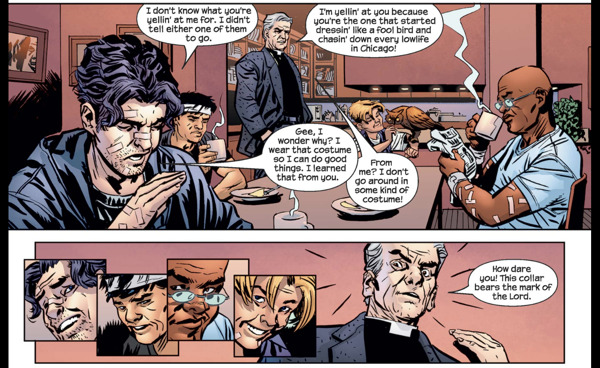 I don't know what you're
yellin' at me for. I didn't
tell either one of them
to go.
I'm yellin' at you because
you're the one that started
dressin' like a fool bird and
chasin' down every lowlife
in Chicago!
Gee, I
wonder why? I
wear that costume
so I can do good
things. I learned
that from you.
From
me? I don't
go around in
some kind of
costume!
How dare
you! This collar
bears the mark of
the Lord.